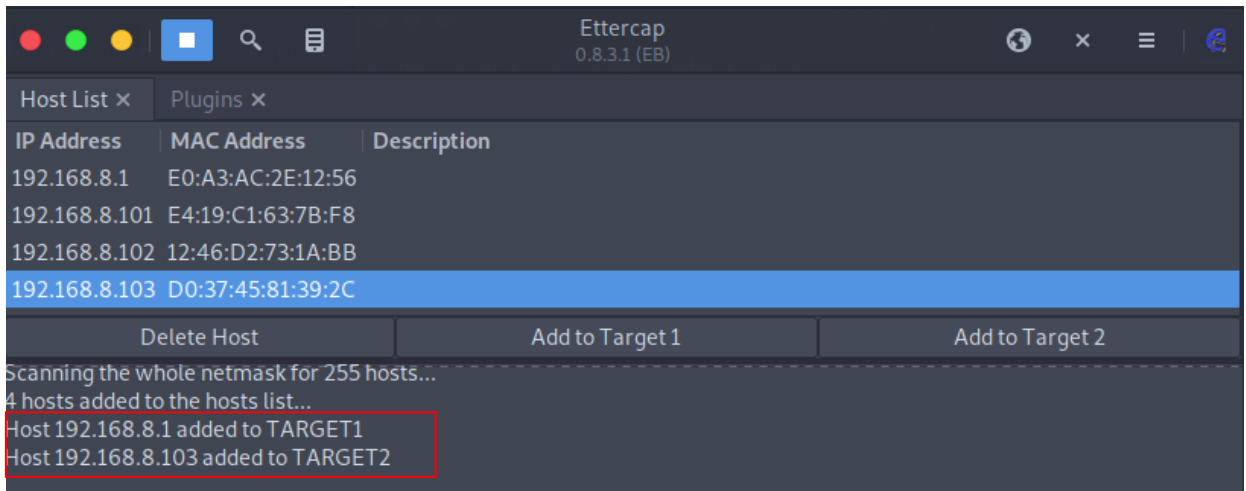 Ettercap
0.8.3.1 (EB)
Host List × Plugins ×
IP Address MAC Address Description
192.168.8.1 E0:A3:AC:2E:12:56
192.168.8.101 E4:19:C1:63:7B:F8
192.168.8.102 12:46:D2:73:1A:BB
192.168.8.103 D0:37:45:81:39:2C
Delete Host Add to Target 1 Add to Target 2
Scanning the whole netmask for 255 hosts...
4 hosts added to the hosts list...
Host 192.168.8.1 added to TARGET1
Host 192.168.8.103 added to TARGET2